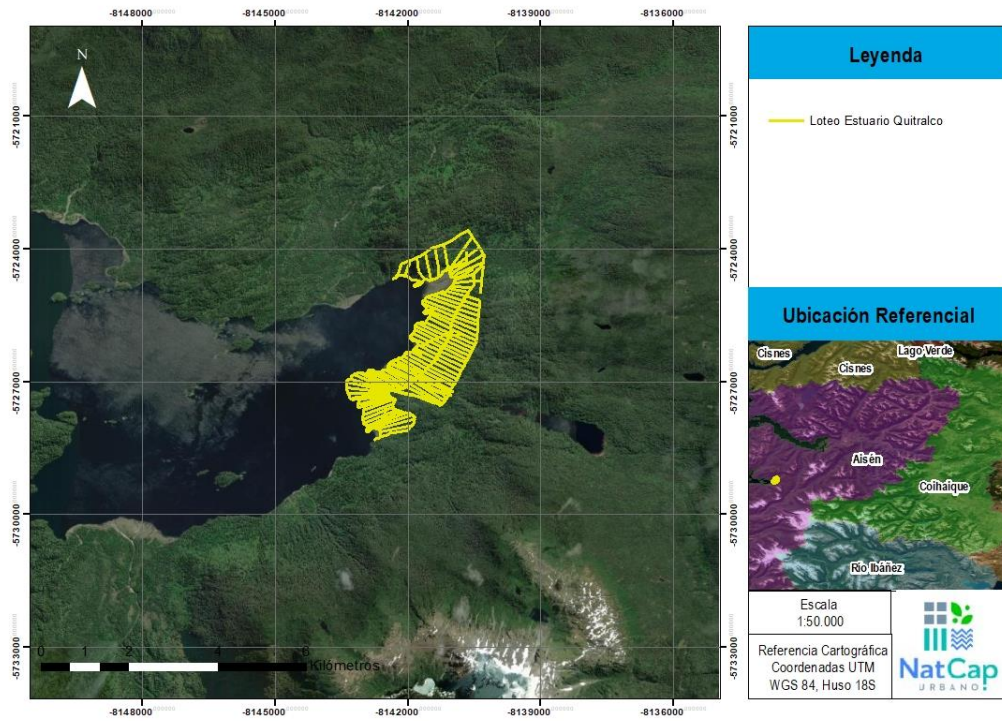 -8148000 -8145000 -8142000 -8139000 -8136000
N
-5721000 -5721000
-5724000 -5724000
-5727000 -5727000
-5730000 -5730000
-5733000 -5733000
0 1 2 4 6
Kilómetros
-8148000 -8145000 -8142000 -8139000 -8136000
Leyenda
Loteo Estuario Quitralco
Ubicación Referencial
Cisnes
Lago Verde
Cisnes
Aisén
Coihaique
Río Ibáñez
Escala
1:50.000
Referencia Cartográfica
Coordenadas UTM
WGS 84, Huso 18S
NatCap
URBANO